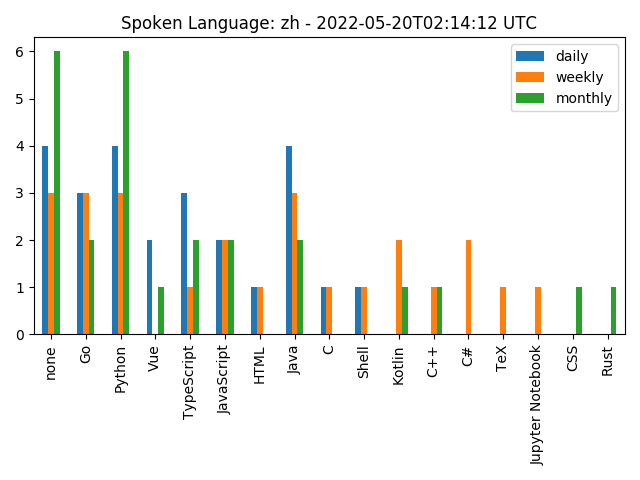 Spoken Language: zh - 2022-05-20T02:14:12 UTC
daily
weekly
monthly
6
5
4
3
2
1
0
none
Go
Python
Vue
TypeScript
JavaScript
HTML
Java
C
Shell
Kotlin
C++
C#
TeX
Jupyter Notebook
CSS
Rust